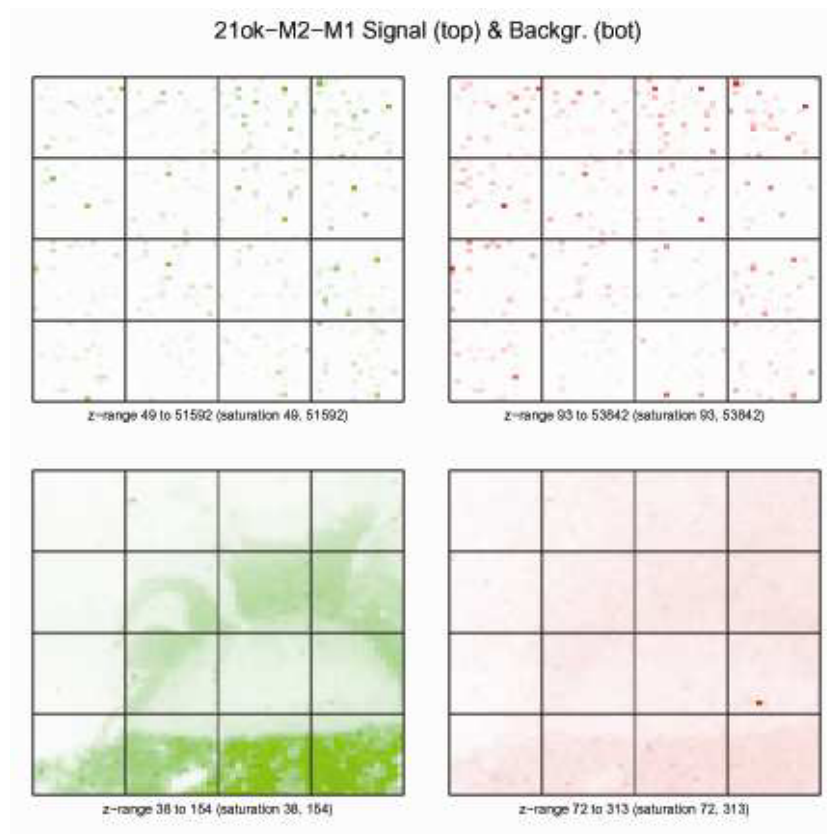 21ok−M2−M1 Signal (top) & Backgr. (bot)
z−range 49 to 51592 (saturation 49, 51592)
z−range 93 to 53842 (saturation 93, 53842)
z−range 38 to 154 (saturation 38, 154)
z−range 72 to 313 (saturation 72, 313)